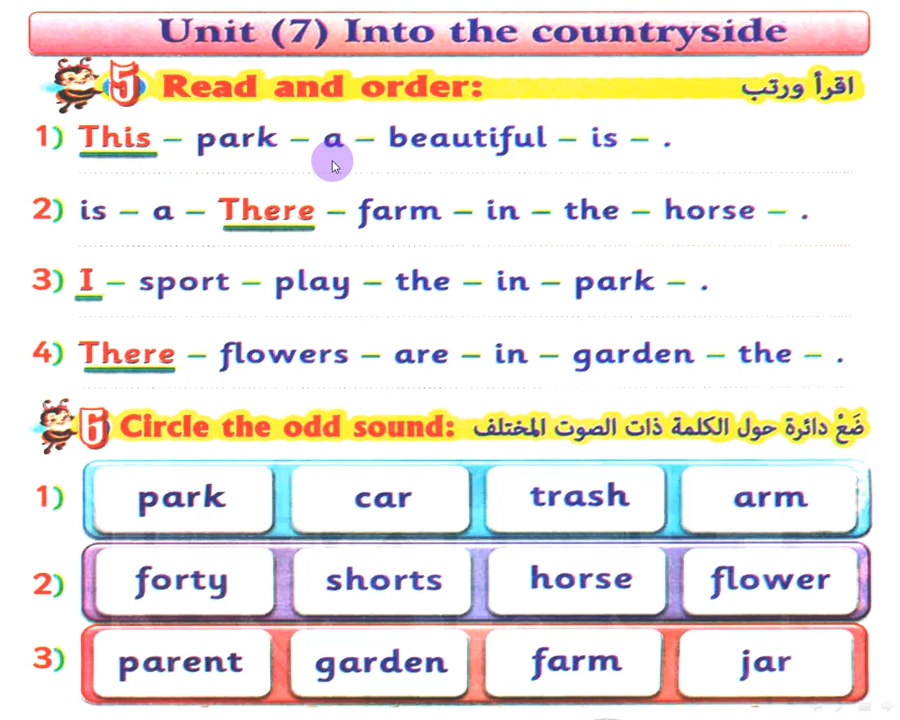 Unit (7) Into the countryside
5 Read and order: اقرأ ورتب
1) This – park – a – beautiful – is – .
2) is – a – There – farm – in – the – horse – .
3) I – sport – play – the – in – park – .
4) There – flowers – are – in – garden – the – .
6 Circle the odd sound: ضَعْ دائرة حول الكلمة ذات الصوت المختلف
1) park car trash arm
2) forty shorts horse flower
3) parent garden farm jar